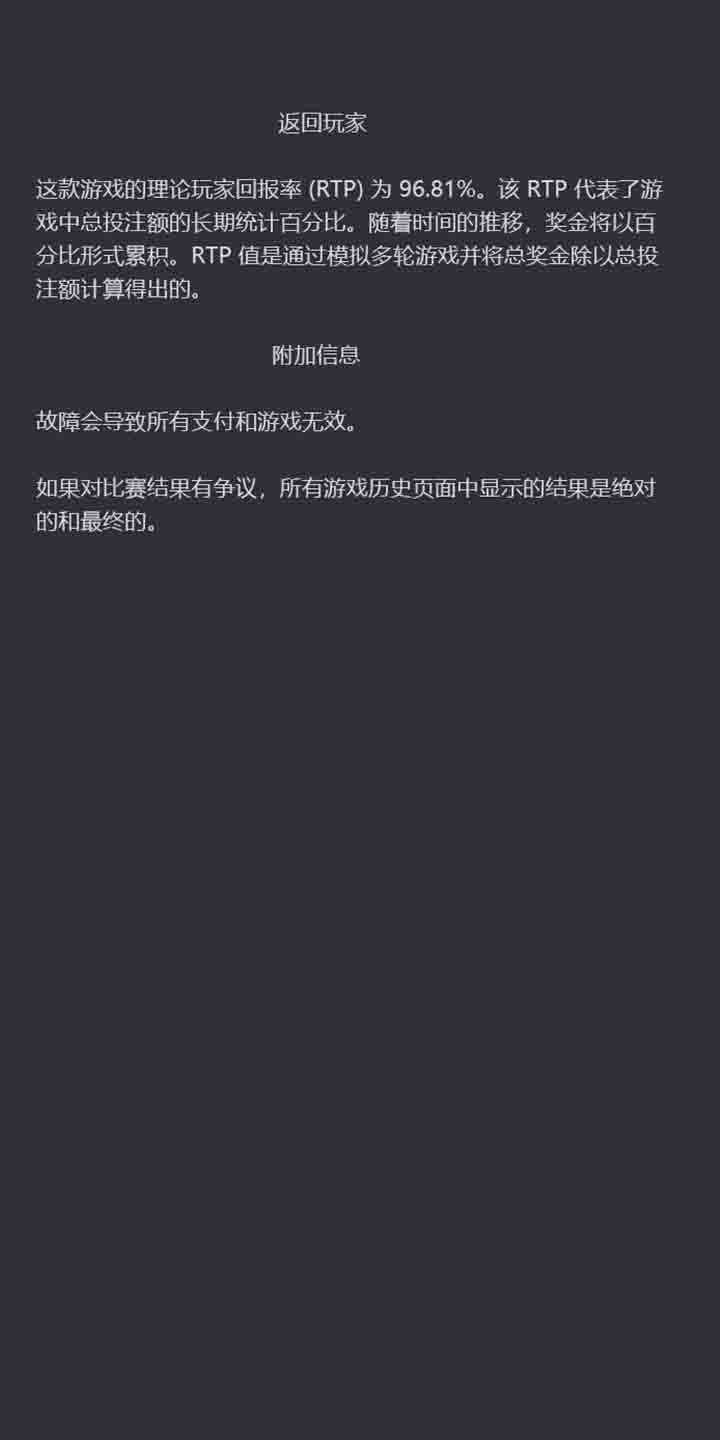 返回玩家
这款游戏的理论玩家回报率 (RTP) 为 96.81%。该 RTP 代表了游
戏中总投注额的长期统计百分比。随着时间的推移，奖金将以百
分比形式累积。RTP 值是通过模拟多轮游戏并将总奖金除以总投
注额计算得出的。
附加信息
故障会导致所有支付和游戏无效。
如果对比赛结果有争议，所有游戏历史页面中显示的结果是绝对
的和最终的。